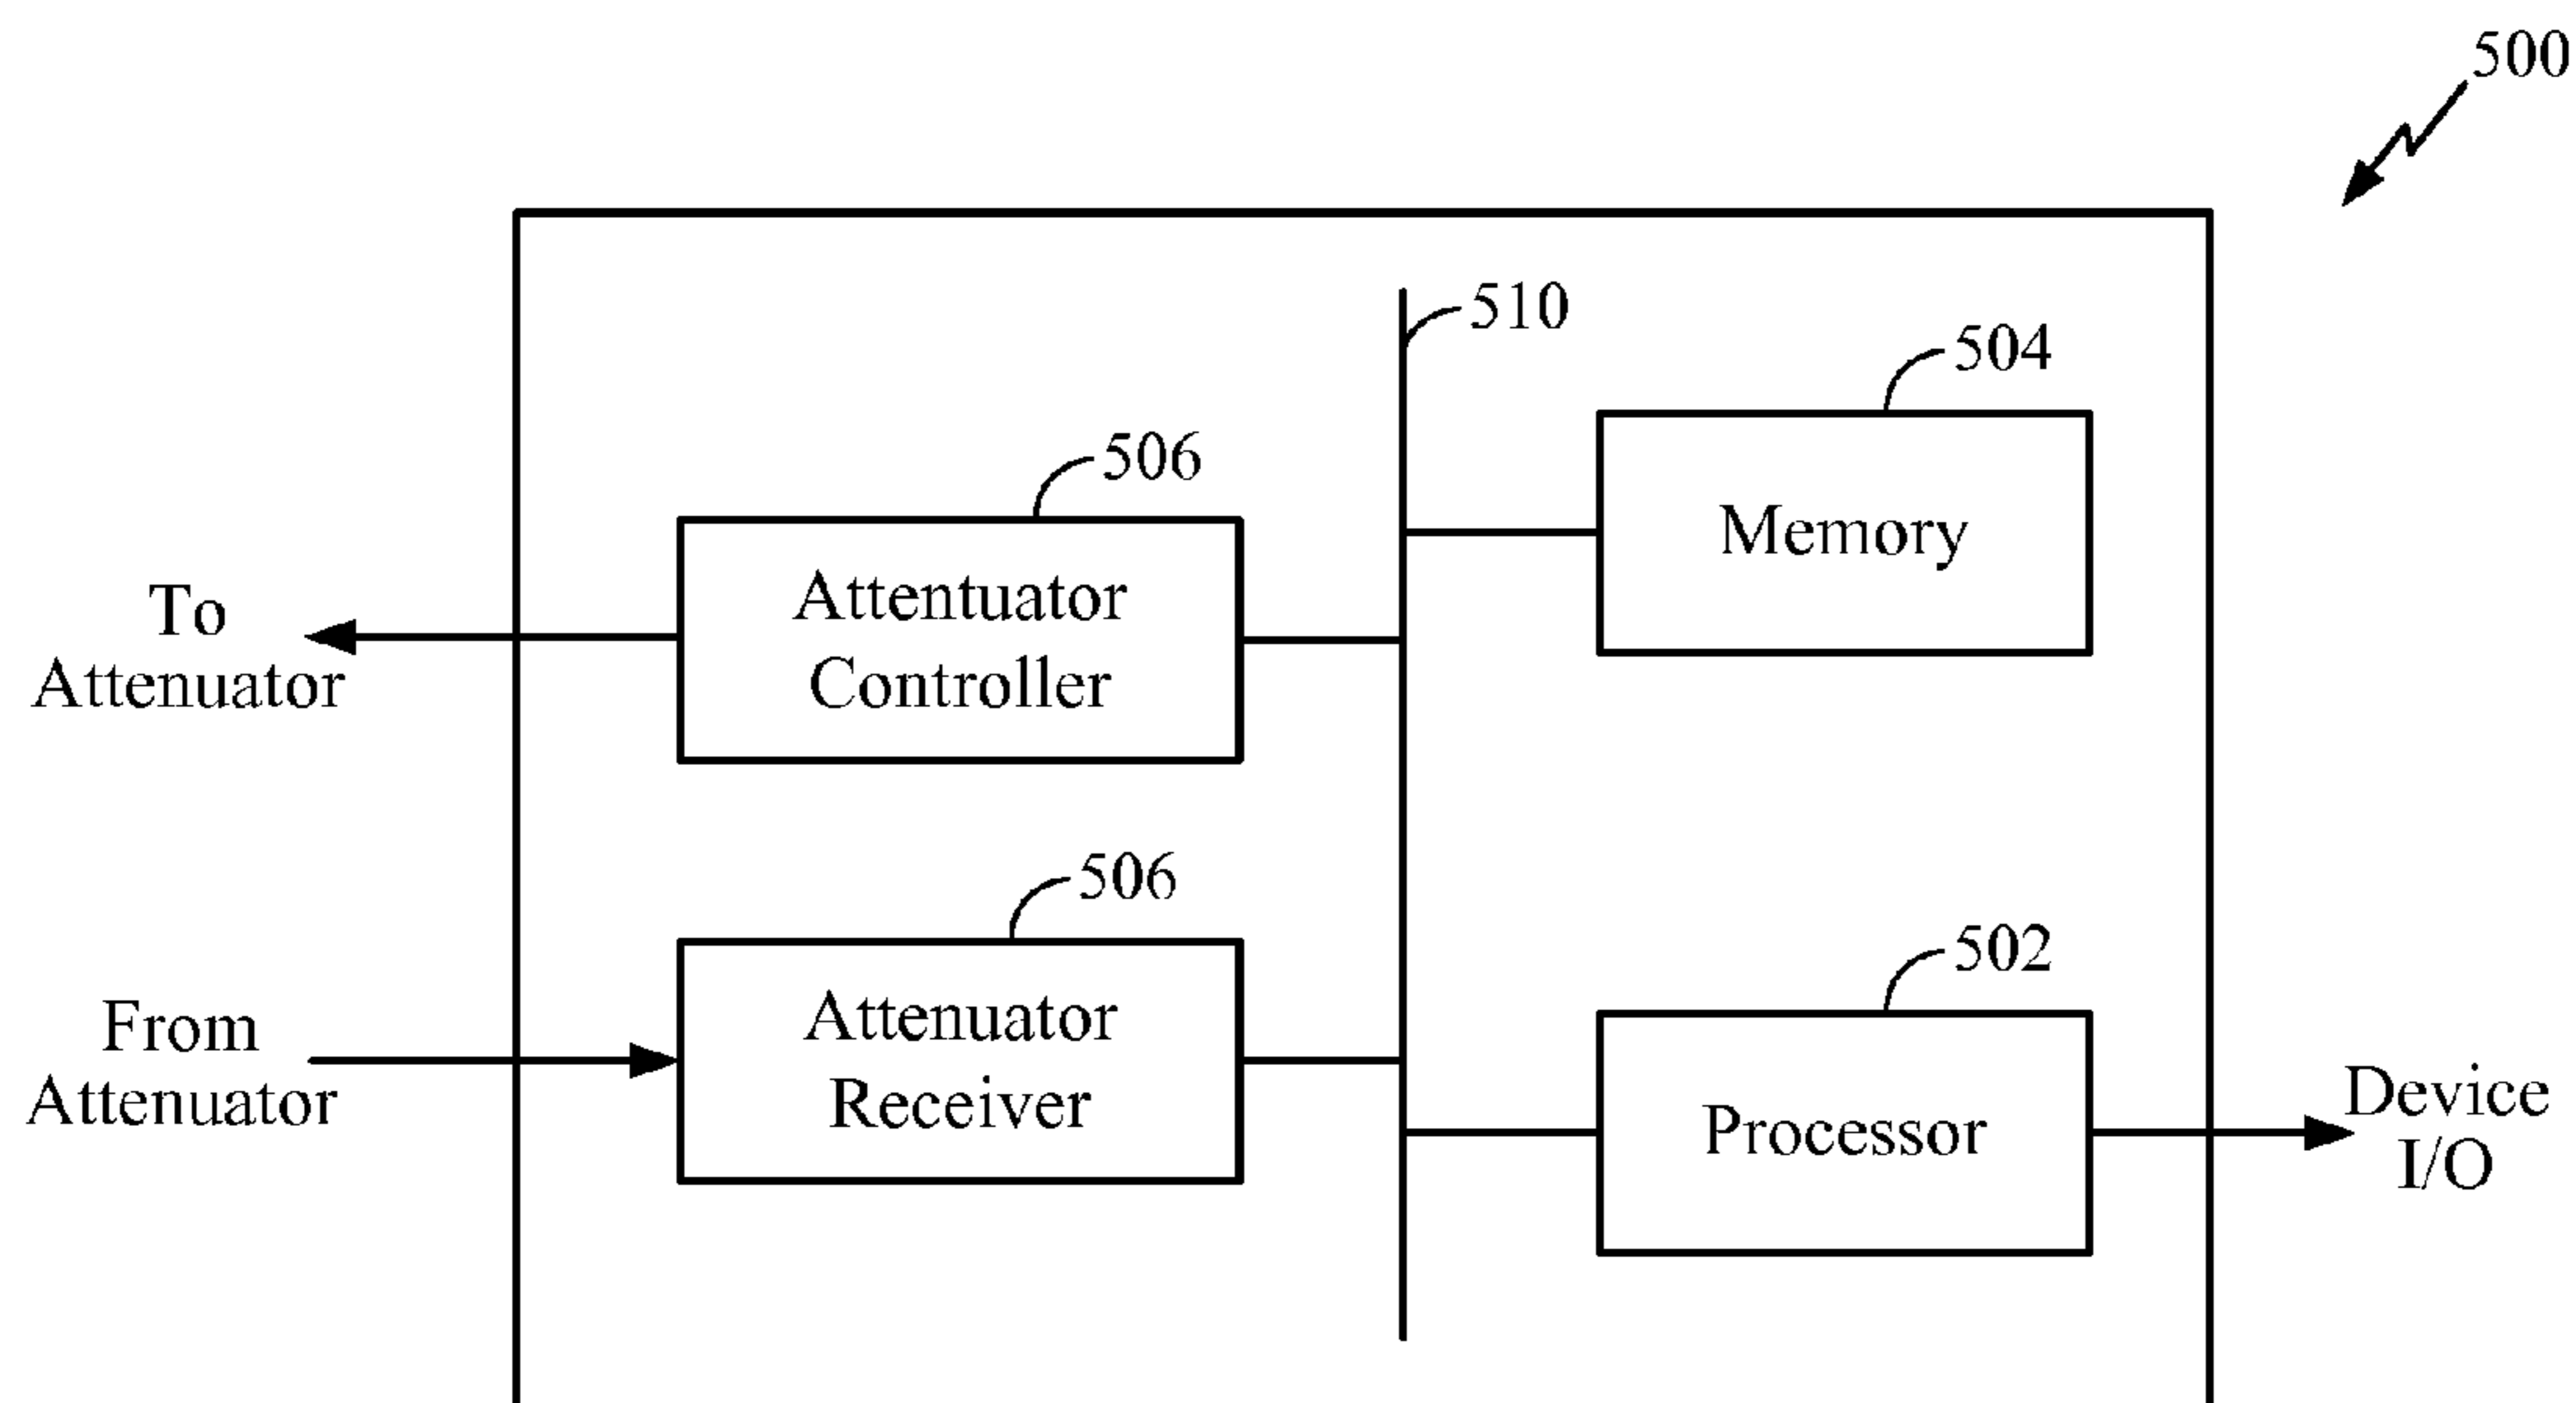 500
510
504
506
Memory
To
Attenuator
Attentuator
Controller
506
502
From
Attenuator
Attenuator
Receiver
Processor
Device
I/O